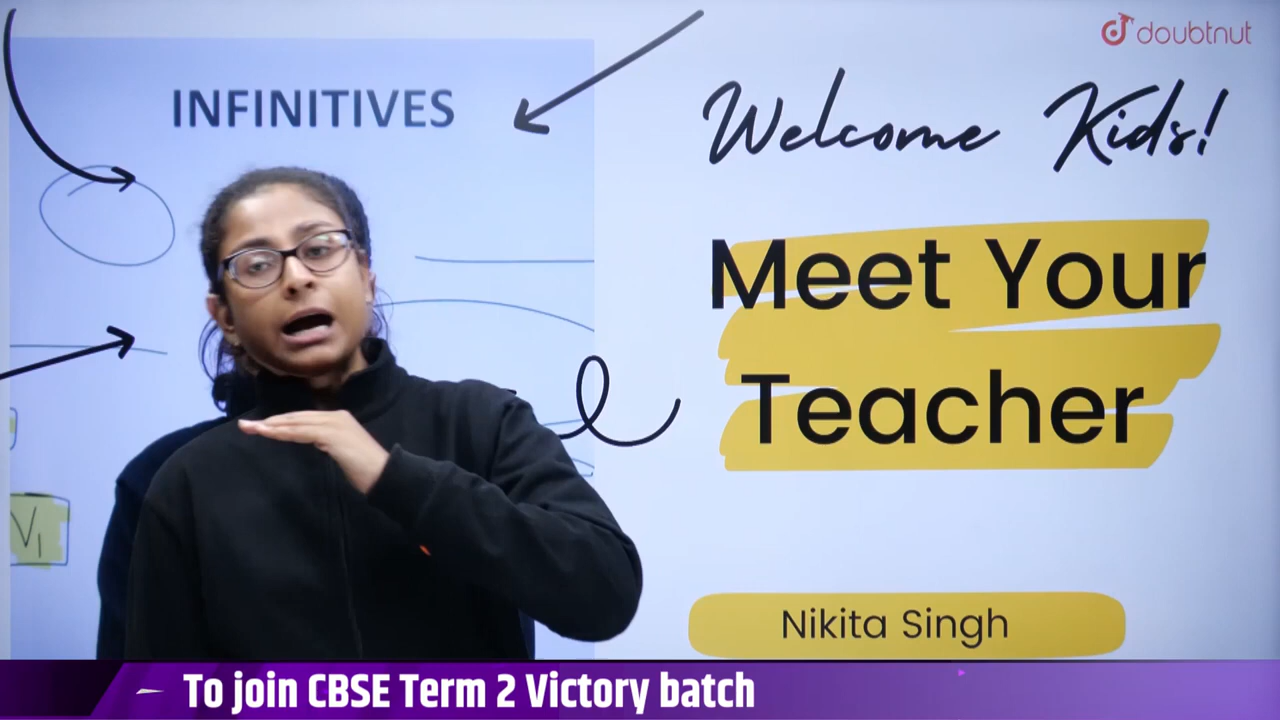 doubtnut
INFINITIVES
Welcome Kids!
Meet Your
Teacher
V1
Nikita Singh
To join CBSE Term 2 Victory batch